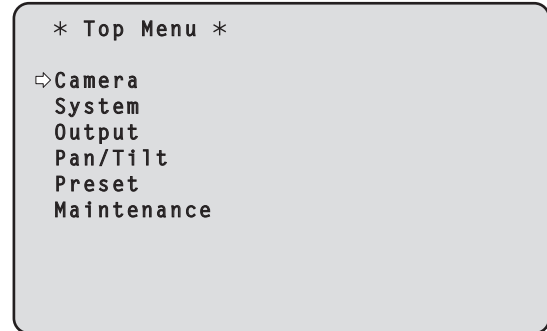 * Top Menu *
⇨Camera
System
Output
Pan/Tilt
Preset
Maintenance